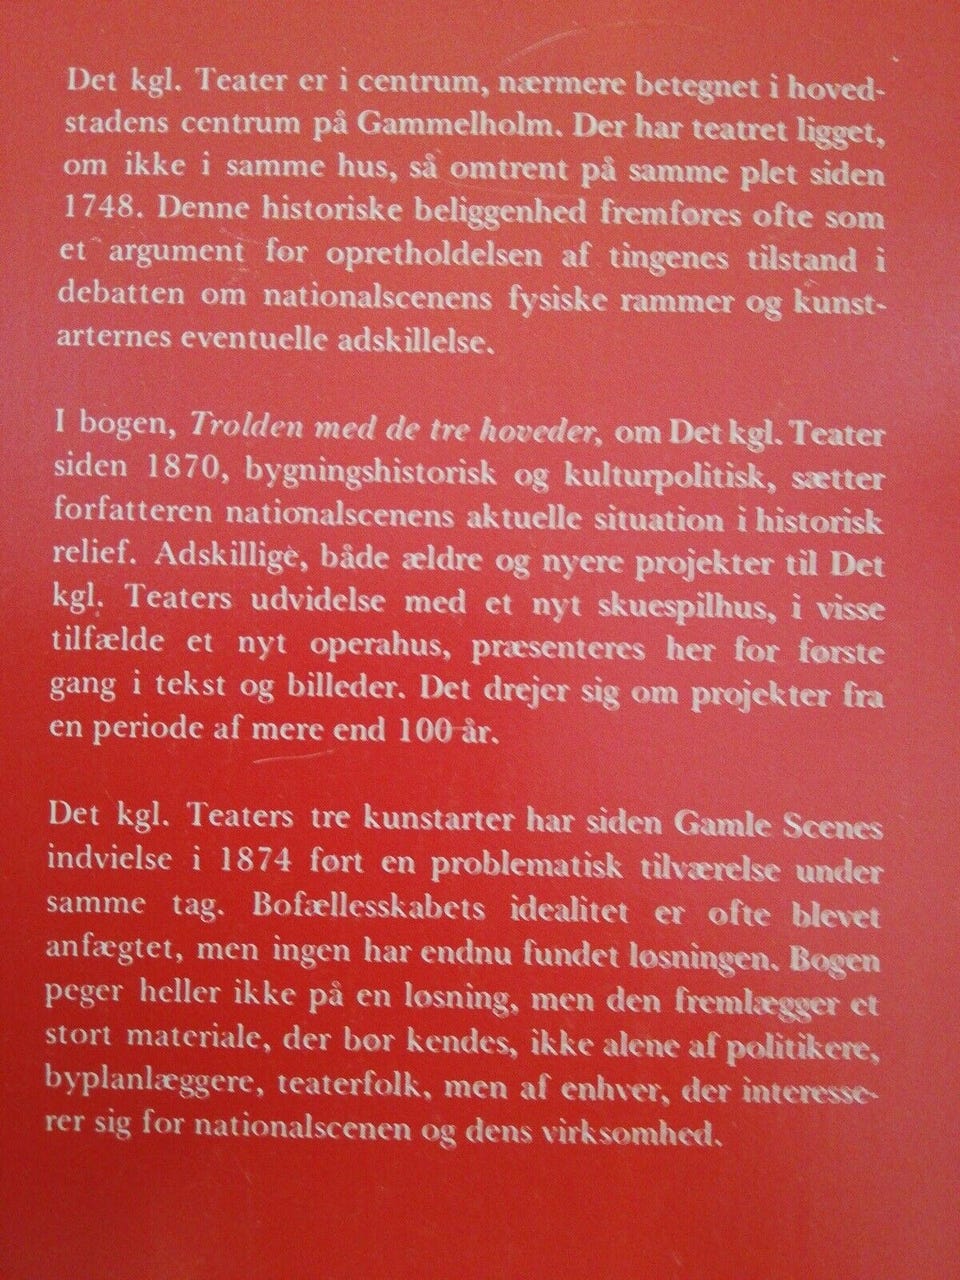 Det kgl. Teater er i centrum, nærmere betegnet i hoved-
stadens centrum på Gammelholm. Der har teatret ligget,
om ikke i samme hus, så omtrent på samme plet siden
1748. Denne historiske beliggenhed fremføres ofte som
et argument for opretholdelsen af tingenes tilstand i
debatten om nationalscenens fysiske rammer og kunst-
arternes eventuelle adskillelse.
I bogen, Trolden med de tre hoveder, om Det kgl. Teater
siden 1870, bygningshistorisk og kulturpolitisk, sætter
forfatteren nationalscenens aktuelle situation i historisk
relief. Adskillige, både ældre og nyere projekter til Det
kgl. Teaters udvidelse med et nyt skuespilhus, i visse
tilfælde et nyt operahus, præsenteres her for første
gang i tekst og billeder. Det drejer sig om projekter fra
en periode af mere end 100 år.
Det kgl. Teaters tre kunstarter har siden Gamle Scenes
indvielse i 1874 ført en problematisk tilværelse under
samme tag. Bofællesskabets idealitet er ofte blevet
anfægtet, men ingen har endnu fundet løsningen. Bogen
peger heller ikke på en løsning, men den fremlægger et
stort materiale, der bør kendes, ikke alene af politikere,
byplanlæggere, teaterfolk, men af enhver, der interesse-
rer sig for nationalscenen og dens virksomhed.